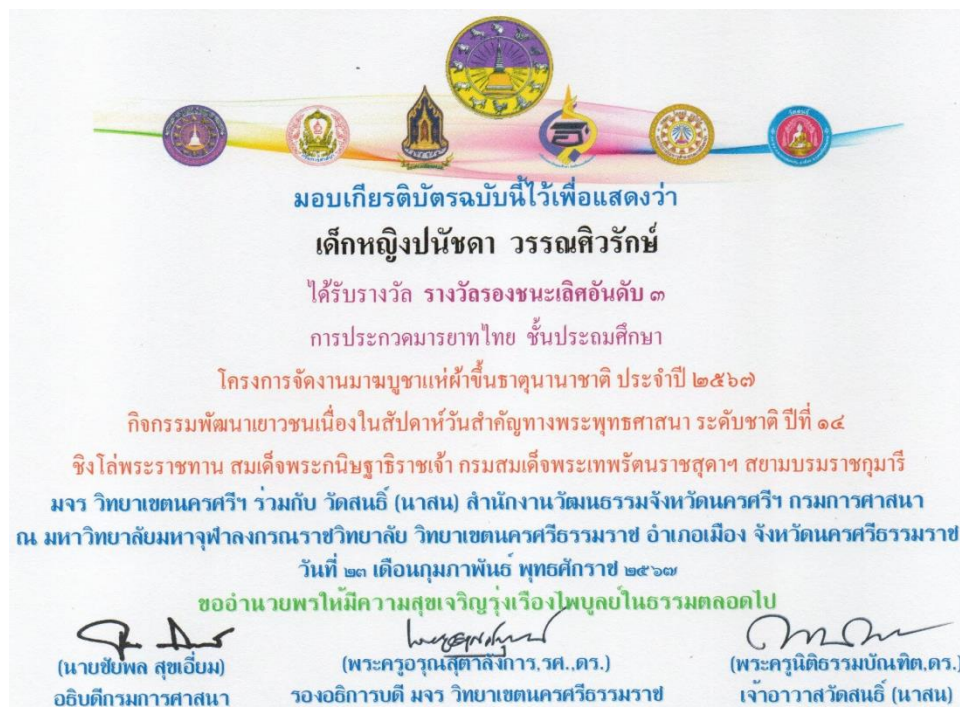 มอบเกียรติบัตรฉบับนี้ไว้เพื่อแสดงว่า
เด็กหญิงปนัชดา วรรณศิวรักษ์
ได้รับรางวัล รางวัลรองชนะเลิศอันดับ ๓
การประกวดมารยาทไทย ชั้นประถมศึกษา
โครงการจัดงานมาฆบูชาแห่ผ้าขึ้นธาตุนานาชาติ ประจำปี ๒๕๖๗
กิจกรรมพัฒนาเยาวชนเนื่องในสัปดาห์วันสำคัญทางพระพุทธศาสนา ระดับชาติ ปีที่ ๑๔
ชิงโล่พระราชทาน สมเด็จพระกนิษฐาธิราชเจ้า กรมสมเด็จพระเทพรัตนราชสุดาฯ สยามบรมราชกุมารี
มจร วิทยาเขตนครศรีฯ ร่วมกับ วัดสนธิ์ (นาสน) สำนักงานวัฒนธรรมจังหวัดนครศรีฯ กรมการศาสนา
ณ มหาวิทยาลัยมหาจุฬาลงกรณราชวิทยาลัย วิทยาเขตนครศรีธรรมราช อำเภอเมือง จังหวัดนครศรีธรรมราช
วันที่ ๒๓ เดือนกุมภาพันธ์ พุทธศักราช ๒๕๖๗
ขออำนวยพรให้มีความสุขเจริญรุ่งเรืองไพบูลย์ในธรรมตลอดไป
(นายชัยพล สุขเอี่ยม) (พระครูอรุณสุตาลังการ,รศ..ดร.) (พระครูนิติธรรมบัณฑิต,ดร.)
อธิบดีกรมการศาสนา รองอธิการบดี มจร วิทยาเขตนครศรีธรรมราช เจ้าอาวาสวัดสนธิ์ (นาสน)